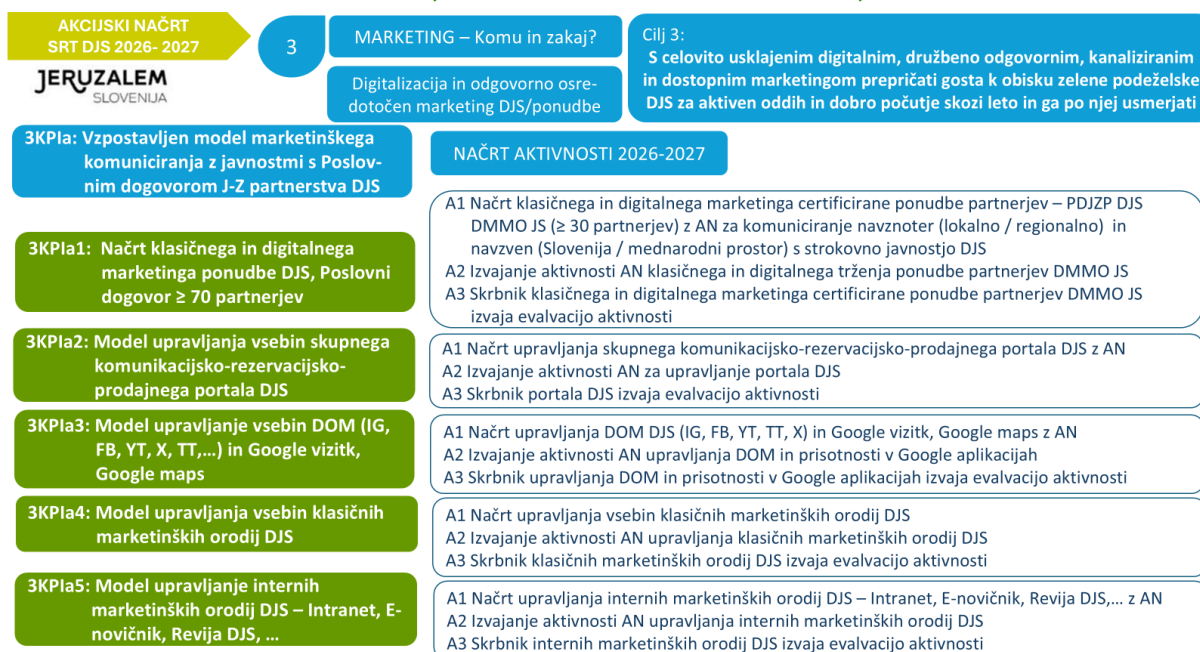 AKCIJSKI NAČRT
SRT DJS 2026- 2027
JERUZALEM
SLOVENIJA
3
MARKETING – Komu in zakaj?
Digitalizacija in odgovorno osre-
dotočen marketing DJS/ponudbe
Cilj 3:
S celovito usklajenim digitalnim, družbeno odgovornim, kanaliziranim
in dostopnim marketingom prepričati gosta k obisku zelene podeželske
DJS za aktiven oddih in dobro počutje skozi leto in ga po njej usmerjati
3KPIa: Vzpostavljen model marketinškega
komuniciranja z javnostmi s Poslov-
nim dogovorom J-Z partnerstva DJS
NAČRT AKTIVNOSTI 2026-2027
3KPIa1: Načrt klasičnega in digitalnega
marketinga ponudbe DJS, Poslovni
dogovor ≥ 70 partnerjev
A1 Načrt klasičnega in digitalnega marketinga certificirane ponudbe partnerjev – PDJZP DJS
DMMO JS (≥ 30 partnerjev) z AN za komuniciranje navznoter (lokalno / regionalno) in
navzven (Slovenija / mednarodni prostor) s strokovno javnostjo DJS
A2 Izvajanje aktivnosti AN klasičnega in digitalnega trženja ponudbe partnerjev DMMO JS
A3 Skrbnik klasičnega in digitalnega marketinga certificirane ponudbe partnerjev DMMO JS
izvaja evalvacijo aktivnosti
3KPIa2: Model upravljanja vsebin skupnega
komunikacijsko-rezervacijsko-
prodajnega portala DJS
A1 Načrt upravljanja skupnega komunikacijsko-rezervacijsko-prodajnega portala DJS z AN
A2 Izvajanje aktivnosti AN za upravljanje portala DJS
A3 Skrbnik portala DJS izvaja evalvacijo aktivnosti
3KPIa3: Model upravljanje vsebin DOM (IG,
FB, YT, X, TT,...) in Google vizitk,
Google maps
A1 Načrt upravljanja DOM DJS (IG, FB, YT, TT, X) in Google vizitk, Google maps z AN
A2 Izvajanje aktivnosti AN upravljanja DOM in prisotnosti v Google aplikacijah
A3 Skrbnik upravljanja DOM in prisotnosti v Google aplikacijah izvaja evalvacijo aktivnosti
3KPIa4: Model upravljanja vsebin klasičnih
marketinških orodij DJS
A1 Načrt upravljanja vsebin klasičnih marketinških orodij DJS
A2 Izvajanje aktivnosti AN upravljanja klasičnih marketinških orodij DJS
A3 Skrbnik klasičnih marketinških orodij DJS izvaja evalvacijo aktivnosti
3KPIa5: Model upravljanje internih
marketinških orodij DJS – Intranet, E-
novičnik, Revija DJS, ...
A1 Načrt upravljanja internih marketinških orodij DJS – Intranet, E-novičnik, Revija DJS,... z AN
A2 Izvajanje aktivnosti AN upravljanja internih marketinških orodij DJS
A3 Skrbnik internih marketinških orodij DJS izvaja evalvacijo aktivnosti